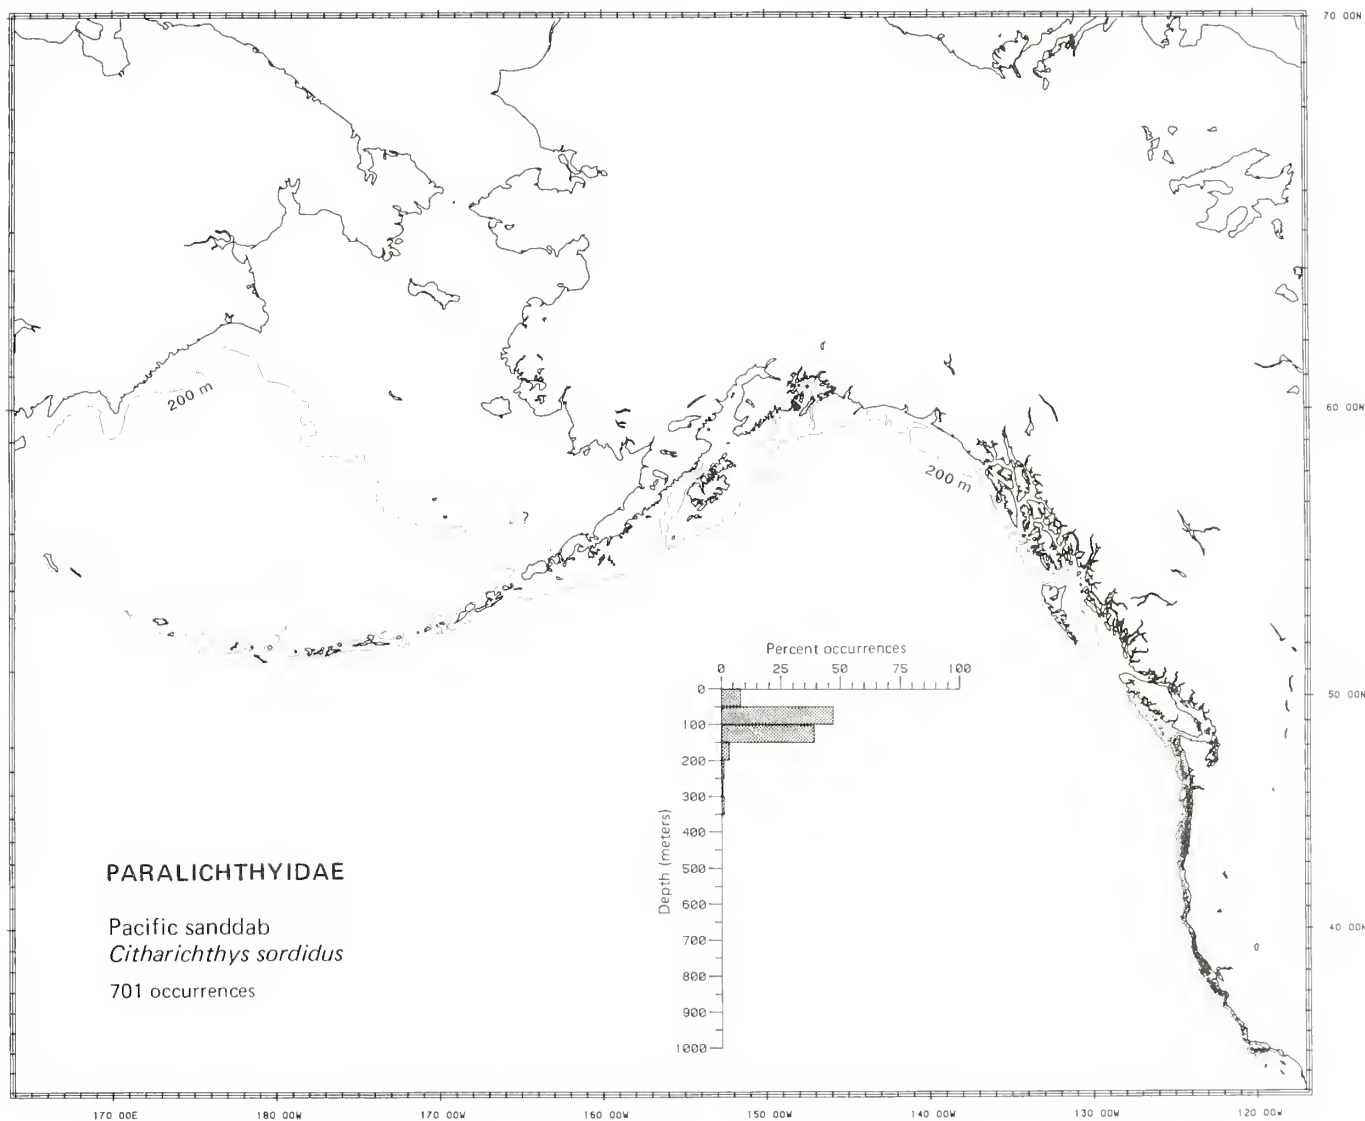 70 00N
200 m
60 00N
200 m
Percent occurrences
0 25 50 75 100
0
50 00N
100
200
300
400
Depth (meters)
500
600
700
800
900
1000
PARALICHTHYIDAE
Pacific sanddab
Citharichthys sordidus
701 occurrences
40 00N
170 00E 180 00W 170 00W 160 00W 150 00W 140 00W 130 00W 120 00W